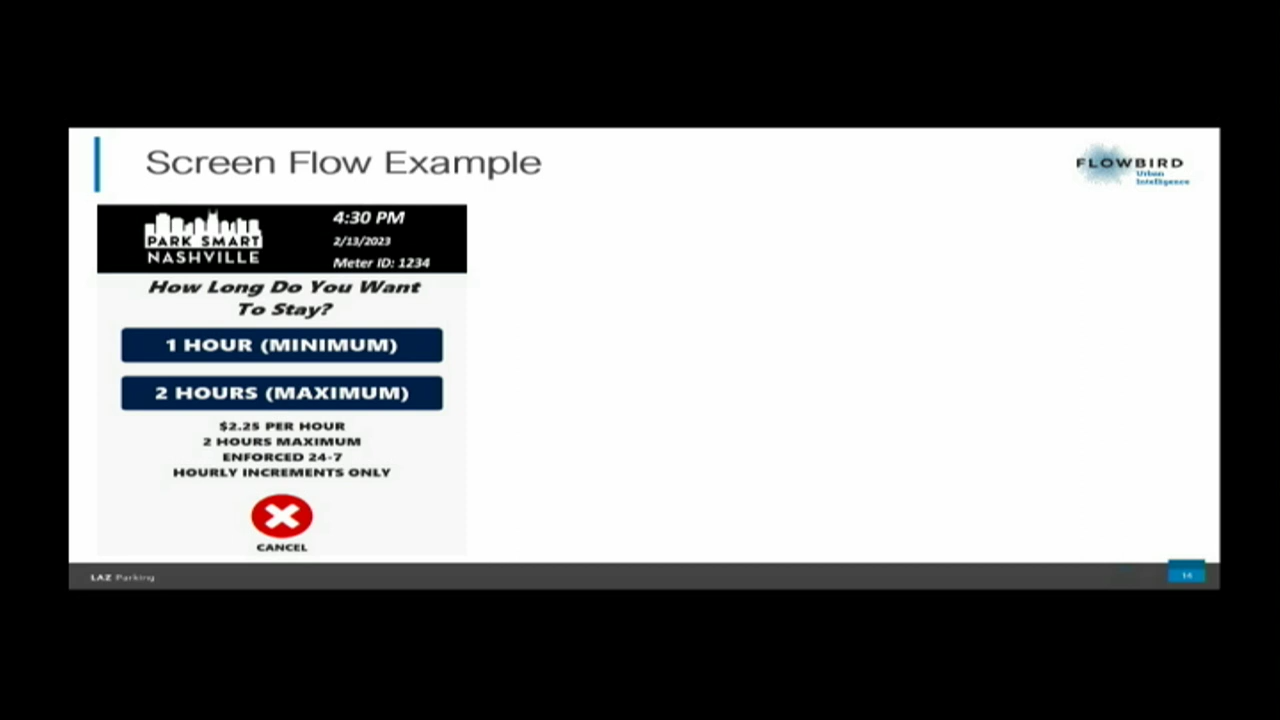 Screen Flow Example
FLOWBIRD
Urban
Intelligence
PARK SMART
NASHVILLE
4:30 PM
2/13/2023
Meter ID: 1234
How Long Do You Want
To Stay?
1 HOUR (MINIMUM)
2 HOURS (MAXIMUM)
$2.25 PER HOUR
2 HOURS MAXIMUM
ENFORCED 24-7
HOURLY INCREMENTS ONLY
CANCEL
LAZ Parking
14